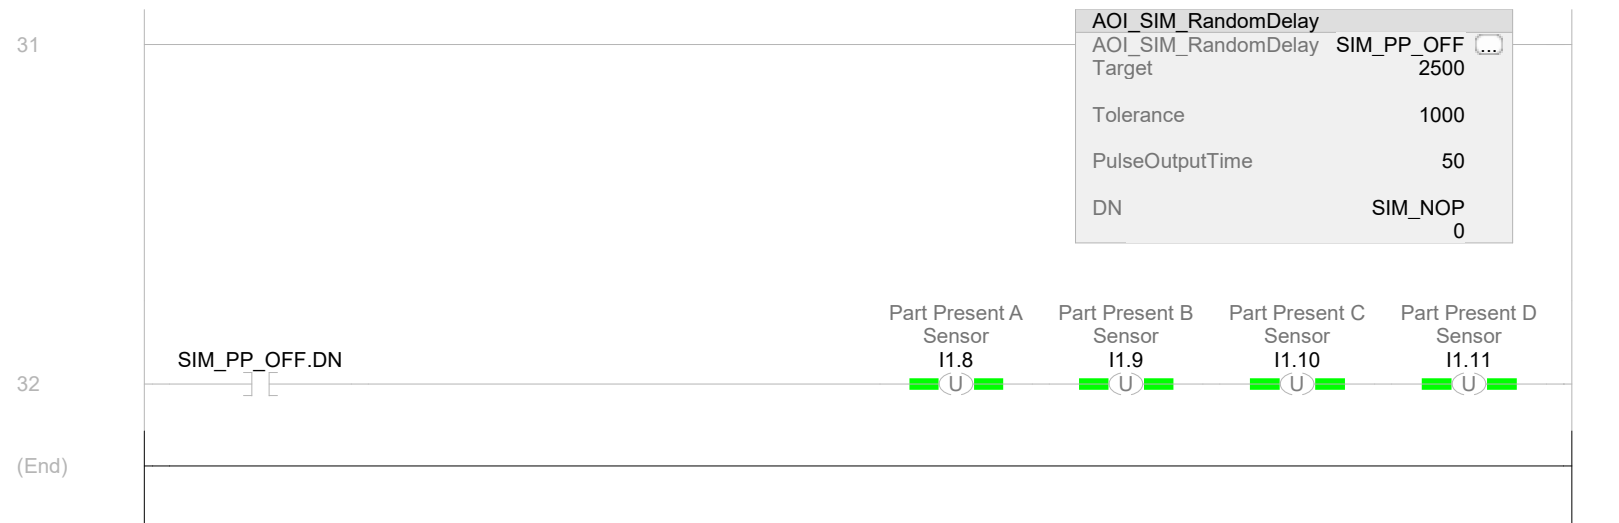 AOI_SIM_RandomDelay
31 AOI_SIM_RandomDelay SIM_PP_OFF ...
Target 2500
Tolerance 1000
PulseOutputTime 50
DN SIM_NOP
0
Part Present A Part Present B Part Present C Part Present D
Sensor Sensor Sensor Sensor
SIM_PP_OFF.DN I1.8 I1.9 I1.10 I1.11
32 U U U U
(End)